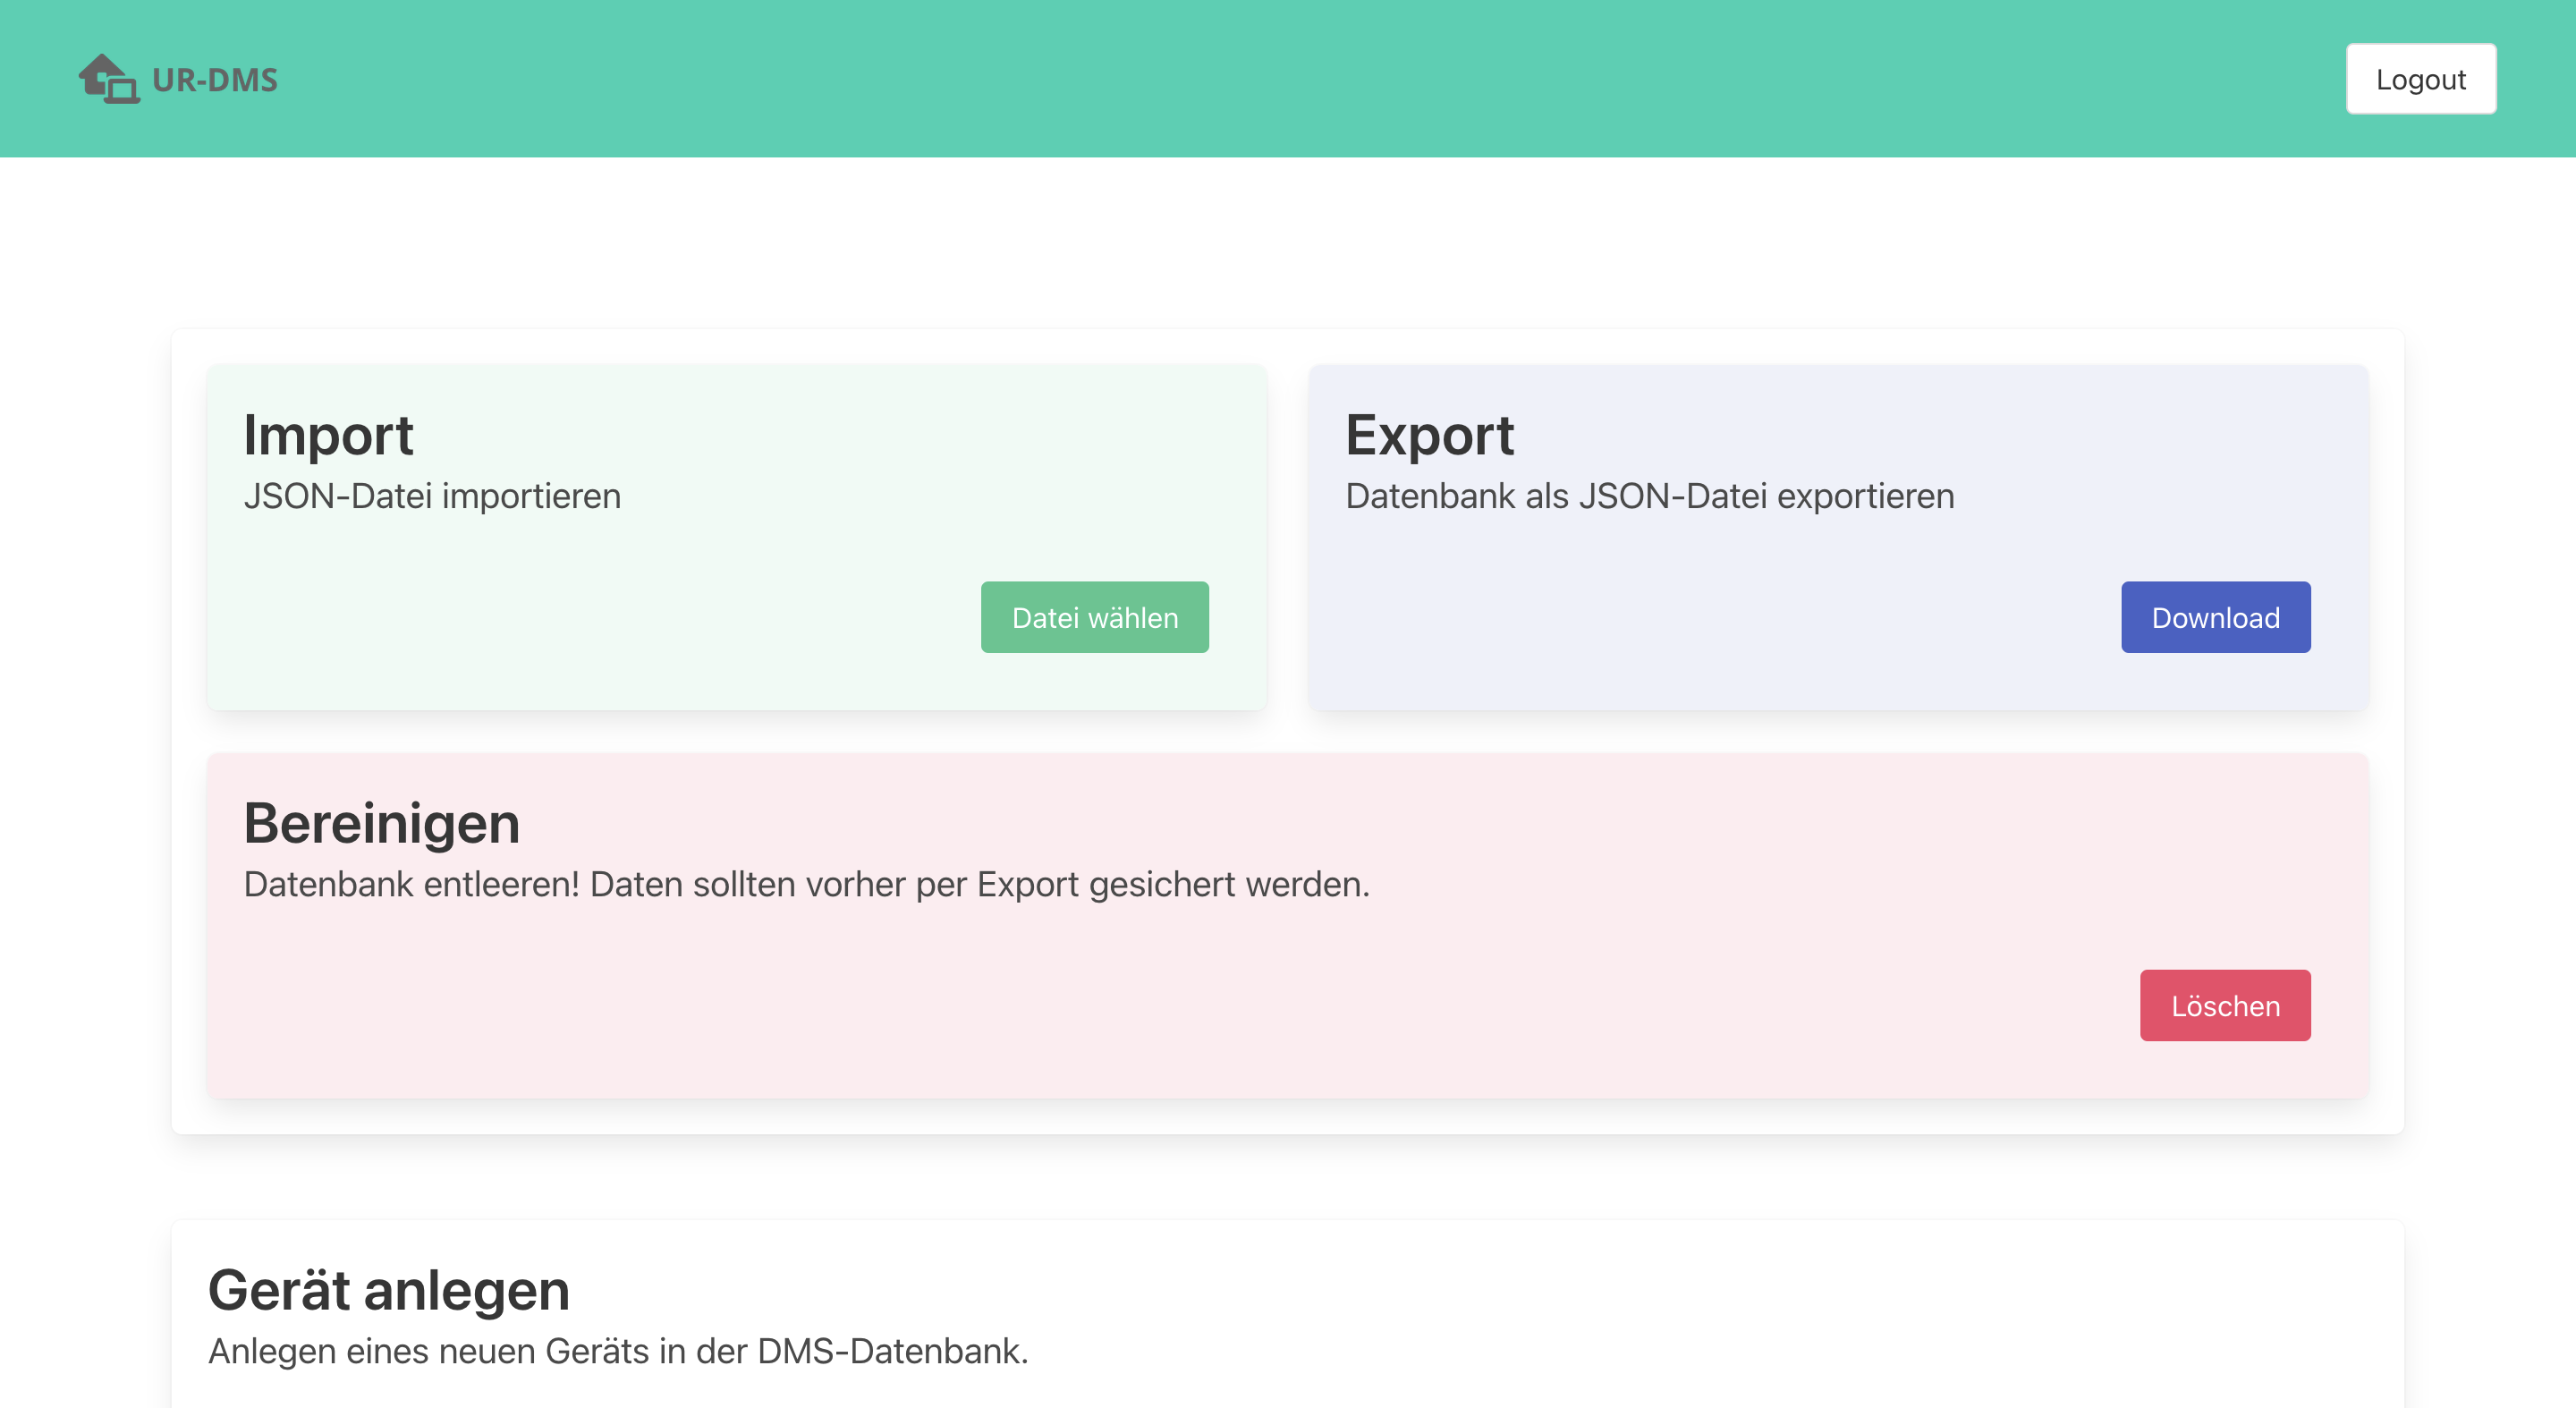 UR-DMS
Logout
Import
JSON-Datei importieren
Datei wählen
Export
Datenbank als JSON-Datei exportieren
Download
Bereinigen
Datenbank entleeren! Daten sollten vorher per Export gesichert werden.
Löschen
Gerät anlegen
Anlegen eines neuen Geräts in der DMS-Datenbank.